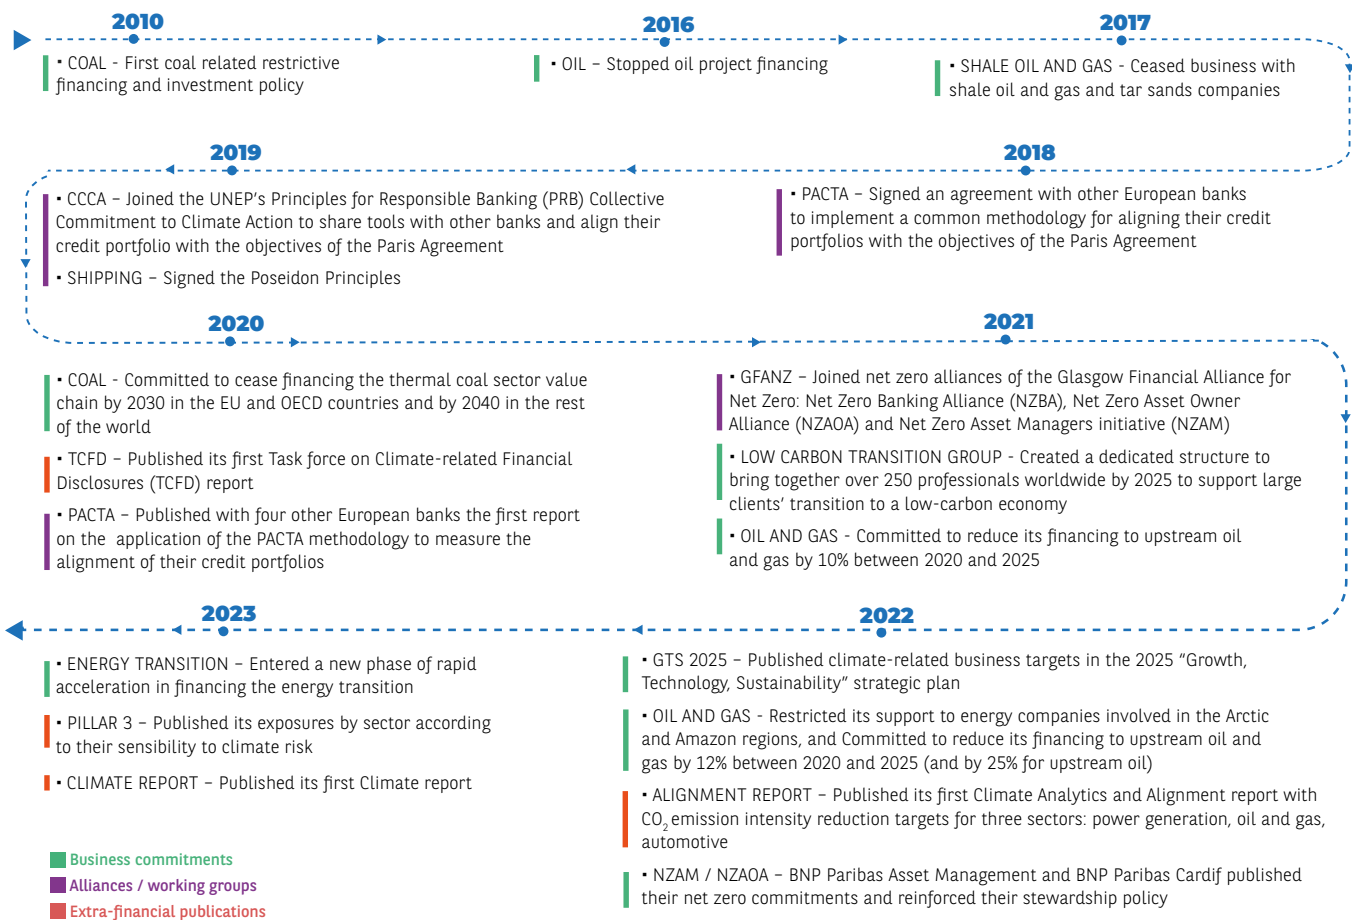 2010
▪ COAL - First coal related restrictive
financing and investment policy
2016
▪ OIL – Stopped oil project financing
2017
▪ SHALE OIL AND GAS - Ceased business with
shale oil and gas and tar sands companies
2018
▪ PACTA – Signed an agreement with other European banks
to implement a common methodology for aligning their credit
portfolios with the objectives of the Paris Agreement
2019
▪ CCCA – Joined the UNEP's Principles for Responsible Banking (PRB) Collective
Commitment to Climate Action to share tools with other banks and align their
credit portfolio with the objectives of the Paris Agreement
▪ SHIPPING – Signed the Poseidon Principles
2020
▪ COAL - Committed to cease financing the thermal coal sector value
chain by 2030 in the EU and OECD countries and by 2040 in the rest
of the world
▪ TCFD – Published its first Task force on Climate-related Financial
Disclosures (TCFD) report
▪ PACTA – Published with four other European banks the first report
on the application of the PACTA methodology to measure the
alignment of their credit portfolios
2021
▪ GFANZ – Joined net zero alliances of the Glasgow Financial Alliance for
Net Zero: Net Zero Banking Alliance (NZBA), Net Zero Asset Owner
Alliance (NZAOA) and Net Zero Asset Managers initiative (NZAM)
▪ LOW CARBON TRANSITION GROUP - Created a dedicated structure to
bring together over 250 professionals worldwide by 2025 to support large
clients' transition to a low-carbon economy
▪ OIL AND GAS - Committed to reduce its financing to upstream oil
and gas by 10% between 2020 and 2025
2022
▪ GTS 2025 – Published climate-related business targets in the 2025 “Growth,
Technology, Sustainability” strategic plan
▪ OIL AND GAS - Restricted its support to energy companies involved in the Arctic
and Amazon regions, and Committed to reduce its financing to upstream oil and
gas by 12% between 2020 and 2025 (and by 25% for upstream oil)
▪ ALIGNMENT REPORT – Published its first Climate Analytics and Alignment report with
CO₂ emission intensity reduction targets for three sectors: power generation, oil and gas,
automotive
▪ NZAM / NZAOA – BNP Paribas Asset Management and BNP Paribas Cardif published
their net zero commitments and reinforced their stewardship policy
2023
▪ ENERGY TRANSITION – Entered a new phase of rapid
acceleration in financing the energy transition
▪ PILLAR 3 – Published its exposures by sector according
to their sensibility to climate risk
▪ CLIMATE REPORT – Published its first Climate report
Business commitments
Alliances / working groups
Extra-financial publications